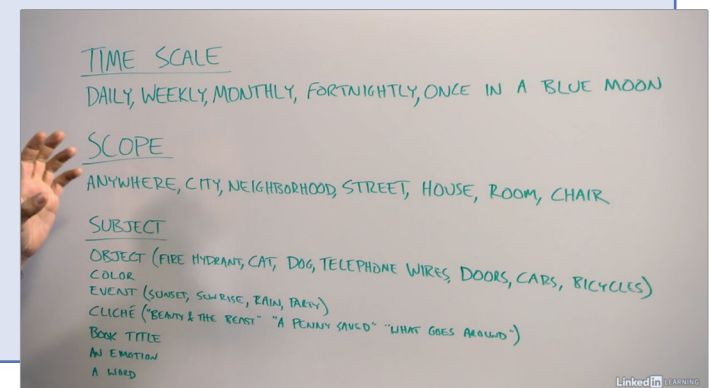 TIME SCALE
DAILY, WEEKLY, MONTHLY, FORTNIGHTLY, ONCE IN A BLUE MOON
SCOPE
ANYWHERE, CITY, NEIGHBORHOOD, STREET, HOUSE, ROOM, CHAIR
SUBJECT
OBJECT (FIRE HYDRANT, CAT, DOG, TELEPHONE WIRES, DOORS, CARS, BICYCLES)
COLOR
EVENT (SUNSET, SUNRISE, RAIN, PARTY)
CLICHÉ ("BEAUTY & THE BEAST" "A PENNY SAVED" "WHAT GOES AROUND")
BOOK TITLE
AN EMOTION
A WORD
LinkedIn LEARNING